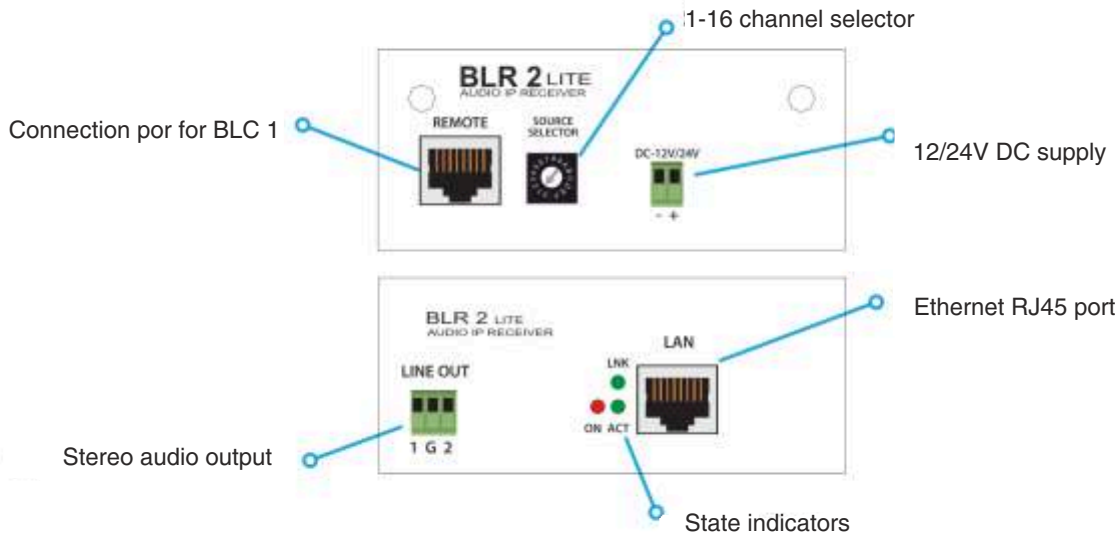 1-16 channel selector
BLR 2 LITE
AUDIO IP RECEIVER
Connection por for BLC 1
REMOTE
SOURCE
SELECTOR
DC-12V/24V
12/24V DC supply
- +
BLR 2 LITE
AUDIO IP RECEIVER
Ethernet RJ45 port
LAN
LNK
LINE OUT
ON ACT
1 G 2
Stereo audio output
State indicators